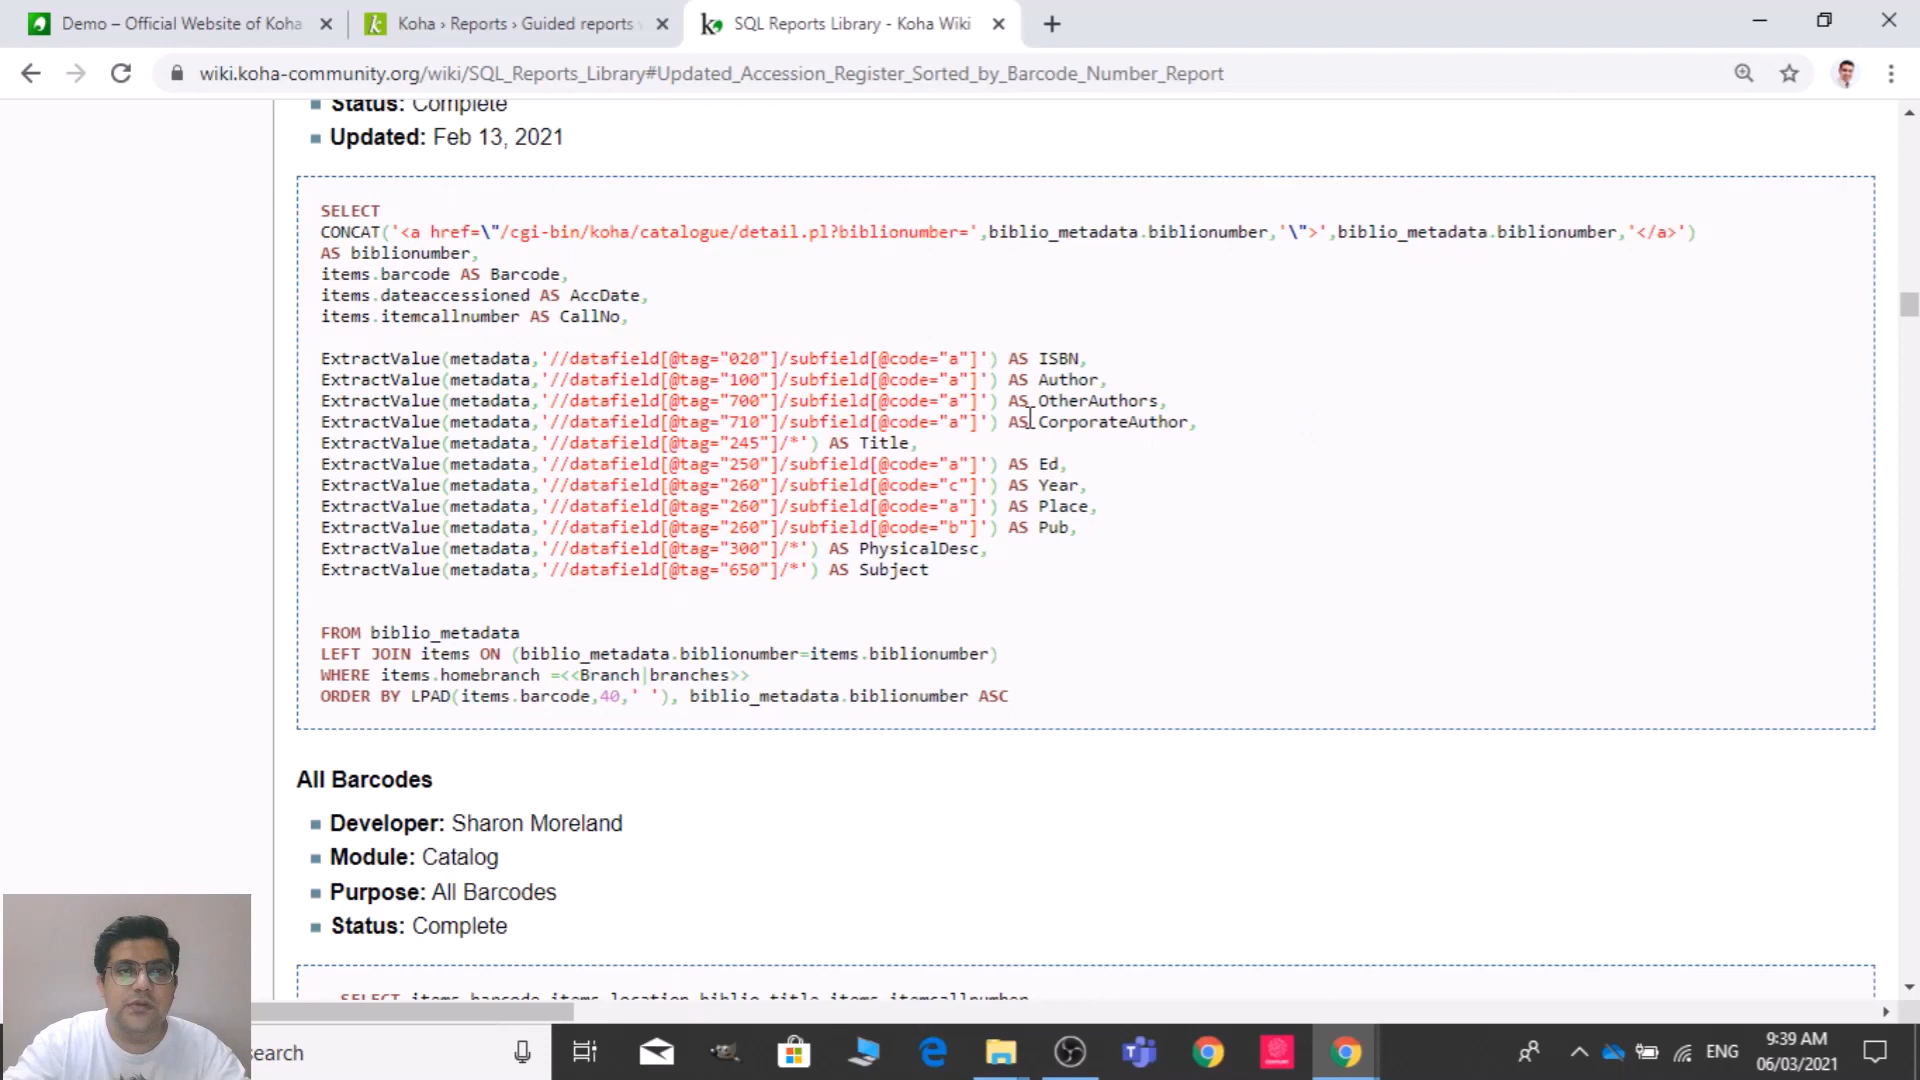 Demo – Official Website of Koha
Koha › Reports › Guided reports
SQL Reports Library - Koha Wiki
wiki.koha-community.org/wiki/SQL_Reports_Library#Updated_Accession_Register_Sorted_by_Barcode_Number_Report
Status: Complete
Updated: Feb 13, 2021
SELECT
CONCAT('<a href=\"/cgi-bin/koha/catalogue/detail.pl?biblionumber=',biblio_metadata.biblionumber,'\">',biblio_metadata.biblionumber,'</a>')
AS biblionumber,
items.barcode AS Barcode,
items.dateaccessioned AS AccDate,
items.itemcallnumber AS CallNo,
ExtractValue(metadata,'//datafield[@tag="020"]/subfield[@code="a"]') AS ISBN,
ExtractValue(metadata,'//datafield[@tag="100"]/subfield[@code="a"]') AS Author,
ExtractValue(metadata,'//datafield[@tag="700"]/subfield[@code="a"]') AS OtherAuthors,
ExtractValue(metadata,'//datafield[@tag="710"]/subfield[@code="a"]') AS CorporateAuthor,
ExtractValue(metadata,'//datafield[@tag="245"]/*') AS Title,
ExtractValue(metadata,'//datafield[@tag="250"]/subfield[@code="a"]') AS Ed,
ExtractValue(metadata,'//datafield[@tag="260"]/subfield[@code="c"]') AS Year,
ExtractValue(metadata,'//datafield[@tag="260"]/subfield[@code="a"]') AS Place,
ExtractValue(metadata,'//datafield[@tag="260"]/subfield[@code="b"]') AS Pub,
ExtractValue(metadata,'//datafield[@tag="300"]/*') AS PhysicalDesc,
ExtractValue(metadata,'//datafield[@tag="650"]/*') AS Subject
FROM biblio_metadata
LEFT JOIN items ON (biblio_metadata.biblionumber=items.biblionumber)
WHERE items.homebranch =<<Branch|branches>>
ORDER BY LPAD(items.barcode,40,' '), biblio_metadata.biblionumber ASC
All Barcodes
Developer: Sharon Moreland
Module: Catalog
Purpose: All Barcodes
Status: Complete
SELECT items.barcode,items.location,biblio.title,items.itemcallnumber
search
ENG
9:39 AM
06/03/2021